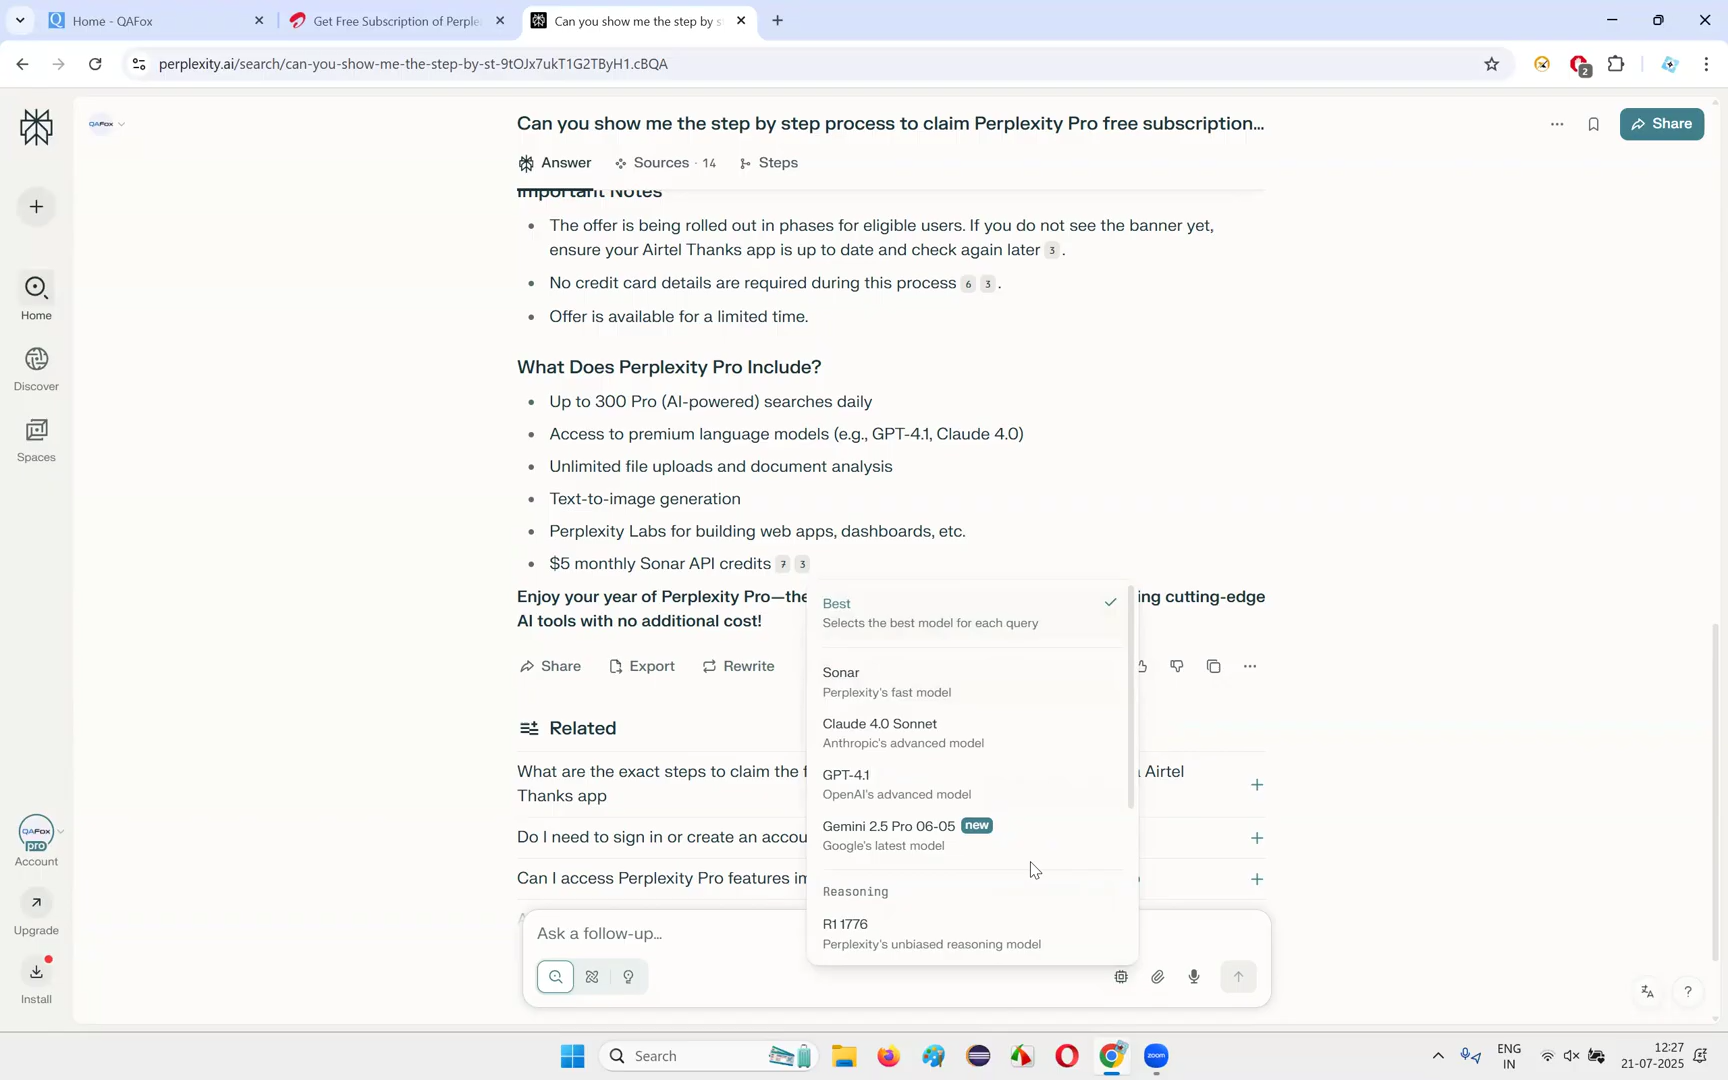 Home - QAFox
Get Free Subscription of Perple
Can you show me the step by s
perplexity.ai/search/can-you-show-me-the-step-by-st-9tOJx7ukT1G2TByH1.cBQA
2
QAFox
Can you show me the step by step process to claim Perplexity Pro free subscription...
Share
Answer
Sources · 14
Steps
Important Notes
• The offer is being rolled out in phases for eligible users. If you do not see the banner yet,
ensure your Airtel Thanks app is up to date and check again later 3 .
• No credit card details are required during this process 6 3 .
• Offer is available for a limited time.
What Does Perplexity Pro Include?
• Up to 300 Pro (AI-powered) searches daily
• Access to premium language models (e.g., GPT-4.1, Claude 4.0)
• Unlimited file uploads and document analysis
• Text-to-image generation
• Perplexity Labs for building web apps, dashboards, etc.
• $5 monthly Sonar API credits 7 3
Enjoy your year of Perplexity Pro—the
ing cutting-edge
AI tools with no additional cost!
Share
Export
Rewrite
Related
What are the exact steps to claim the f
a Airtel
Thanks app
Do I need to sign in or create an accou
Can I access Perplexity Pro features im
Best
Selects the best model for each query
Sonar
Perplexity's fast model
Claude 4.0 Sonnet
Anthropic's advanced model
GPT-4.1
OpenAI's advanced model
Gemini 2.5 Pro 06-05 new
Google's latest model
Reasoning
R1 1776
Perplexity's unbiased reasoning model
Ask a follow-up...
Home
Discover
Spaces
QAFox
pro
Account
Upgrade
Install
Search
zoom
ENG
IN
12:27
21-07-2025